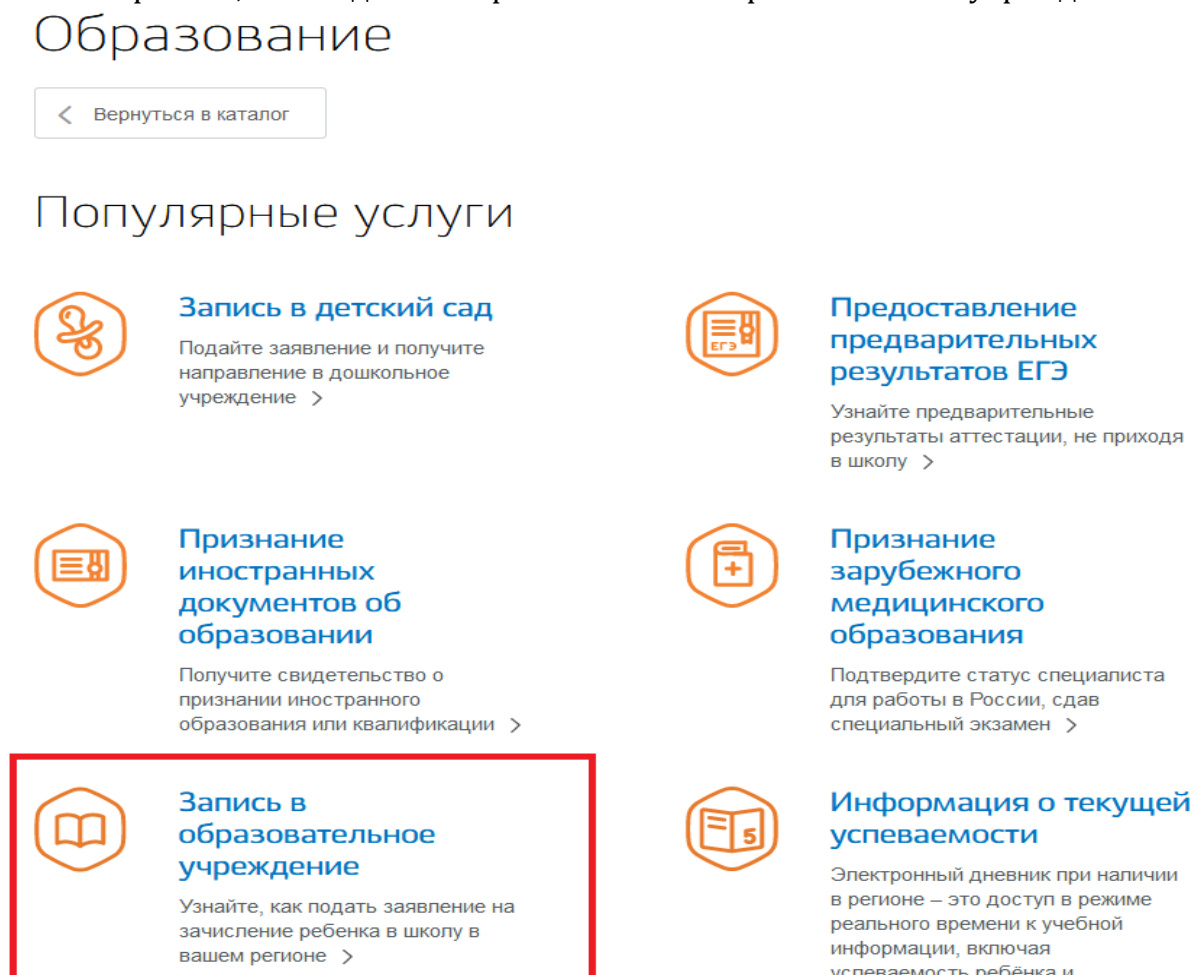 Образование
Вернуться в каталог
Популярные услуги
Запись в детский сад
Подайте заявление и получите
направление в дошкольное
учреждение
Предоставление
предварительных
результатов ЕГЭ
ЕГЭ
Узнайте предварительные
результаты аттестации, не приходя
в школу
Признание
иностранных
документов об
образовании
Получите свидетельство о
признании иностранного
образования или квалификации
Признание
зарубежного
медицинского
образования
Подтвердите статус специалиста
для работы в России, сдав
специальный экзамен
Запись в
образовательное
учреждение
Узнайте, как подать заявление на
зачисление ребенка в школу в
вашем регионе
Информация о текущей
успеваемости
5
Электронный дневник при наличии
в регионе – это доступ в режиме
реального времени к учебной
информации, включая
успеваемость ребёнка и